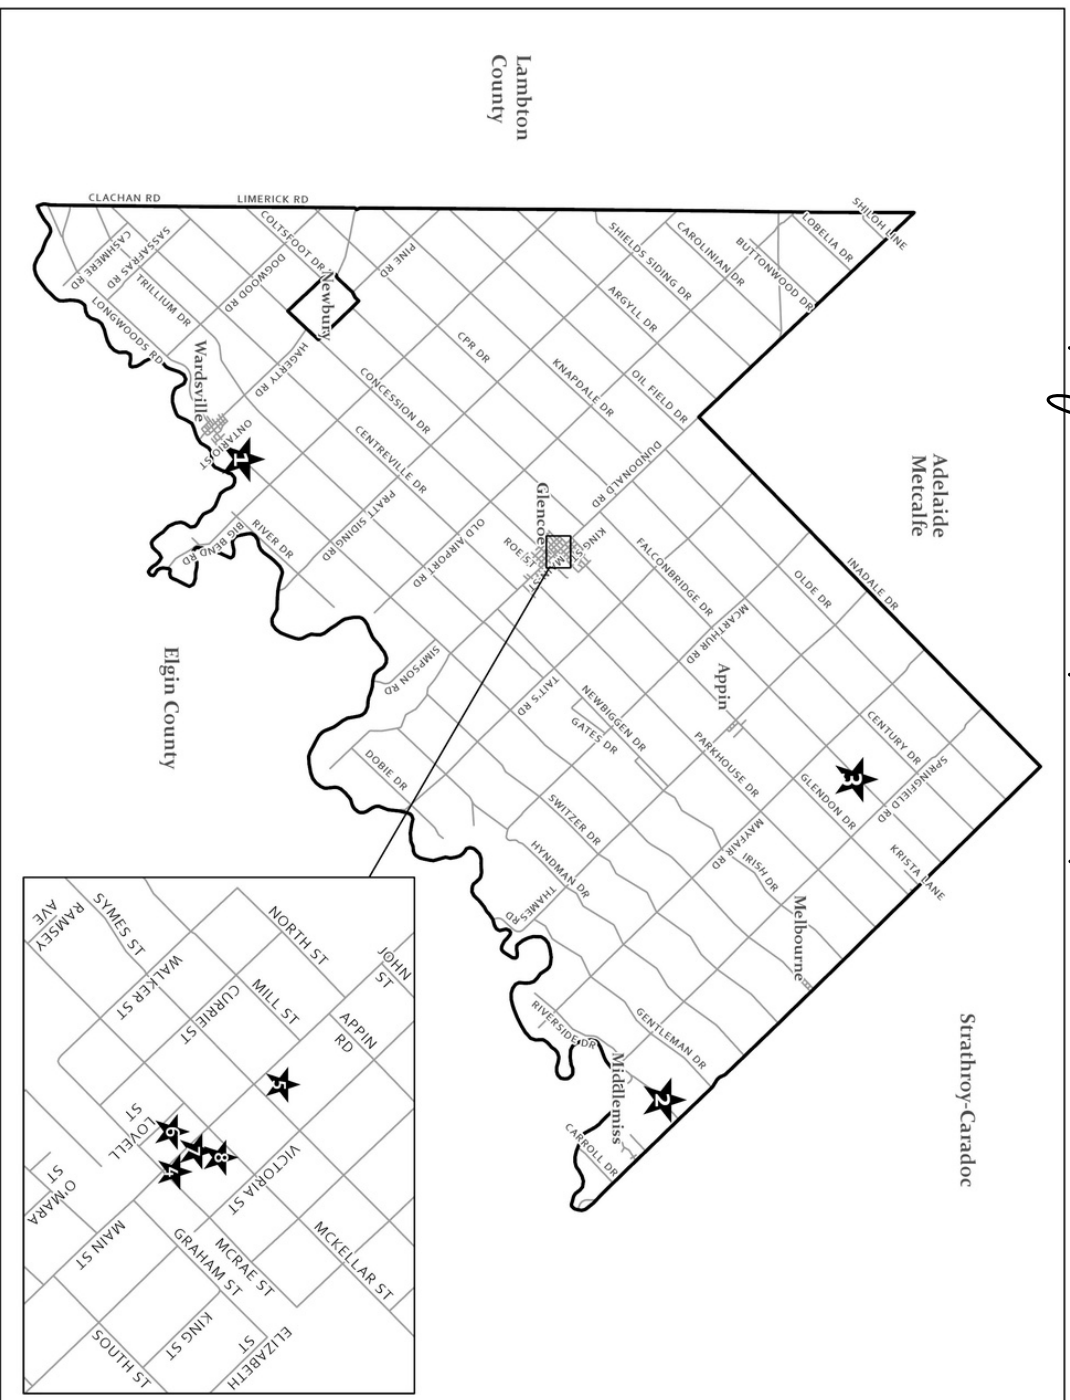 Lambton
County
Adelaide
Metcalfe
Strathroy-Caradoc
Elgin County
CLACHAN RD
LIMERICK RD
SHILOH LINE
LOBELIA DR
BUTTONWOOD DR
CAROLINIAN DR
SHIELDS SIDING DR
ARGYLL DR
COLTSFOOT DR
PINE RD
DOGWOOD RD
SASSAFRAS RD
CASHMERE RD
TRILLIUM DR
LONGWOODS RD
Newbury
Wardsville
HAGERTY RD
CPR DR
KNAPDALE DR
OIL FIELD DR
CONCESSION DR
CENTREVILLE DR
DUNDONALD RD
ONTARIO ST
1
PRATT SIDING RD
OLD AIRPORT RD
BIG BEND RD
RIVER DR
Glencoe
KING ST
ROE ST
FALCONBRIDGE DR
OLDE DR
INADALE DR
MCARTHUR RD
Appin
SIMPSON RD
TAIT'S RD
NEWBIGGEN DR
GATES DR
PARKHOUSE DR
CENTURY DR
3
SPRINGFIELD RD
GLENDON DR
KRISTA LANE
DOBIE DR
SWITZER DR
MAYFAIR RD
IRISH DR
HYNDMAN DR
THAMES RD
Melbourne
GENTLEMAN DR
RIVERSIDE DR
Middlemiss
2
CARROLL DR
SYMES ST
RAMSEY
AVE
NORTH ST
JOHN
ST
WALKER ST
CURRIE ST
MILL ST
APPIN
RD
5
6
7
8
4
LOVELL
ST
VICTORIA ST
O'MARA
ST
MAIN ST
GRAHAM ST
MCRAE ST
MCKELLAR ST
KING ST
ELIZABETH
ST
SOUTH ST